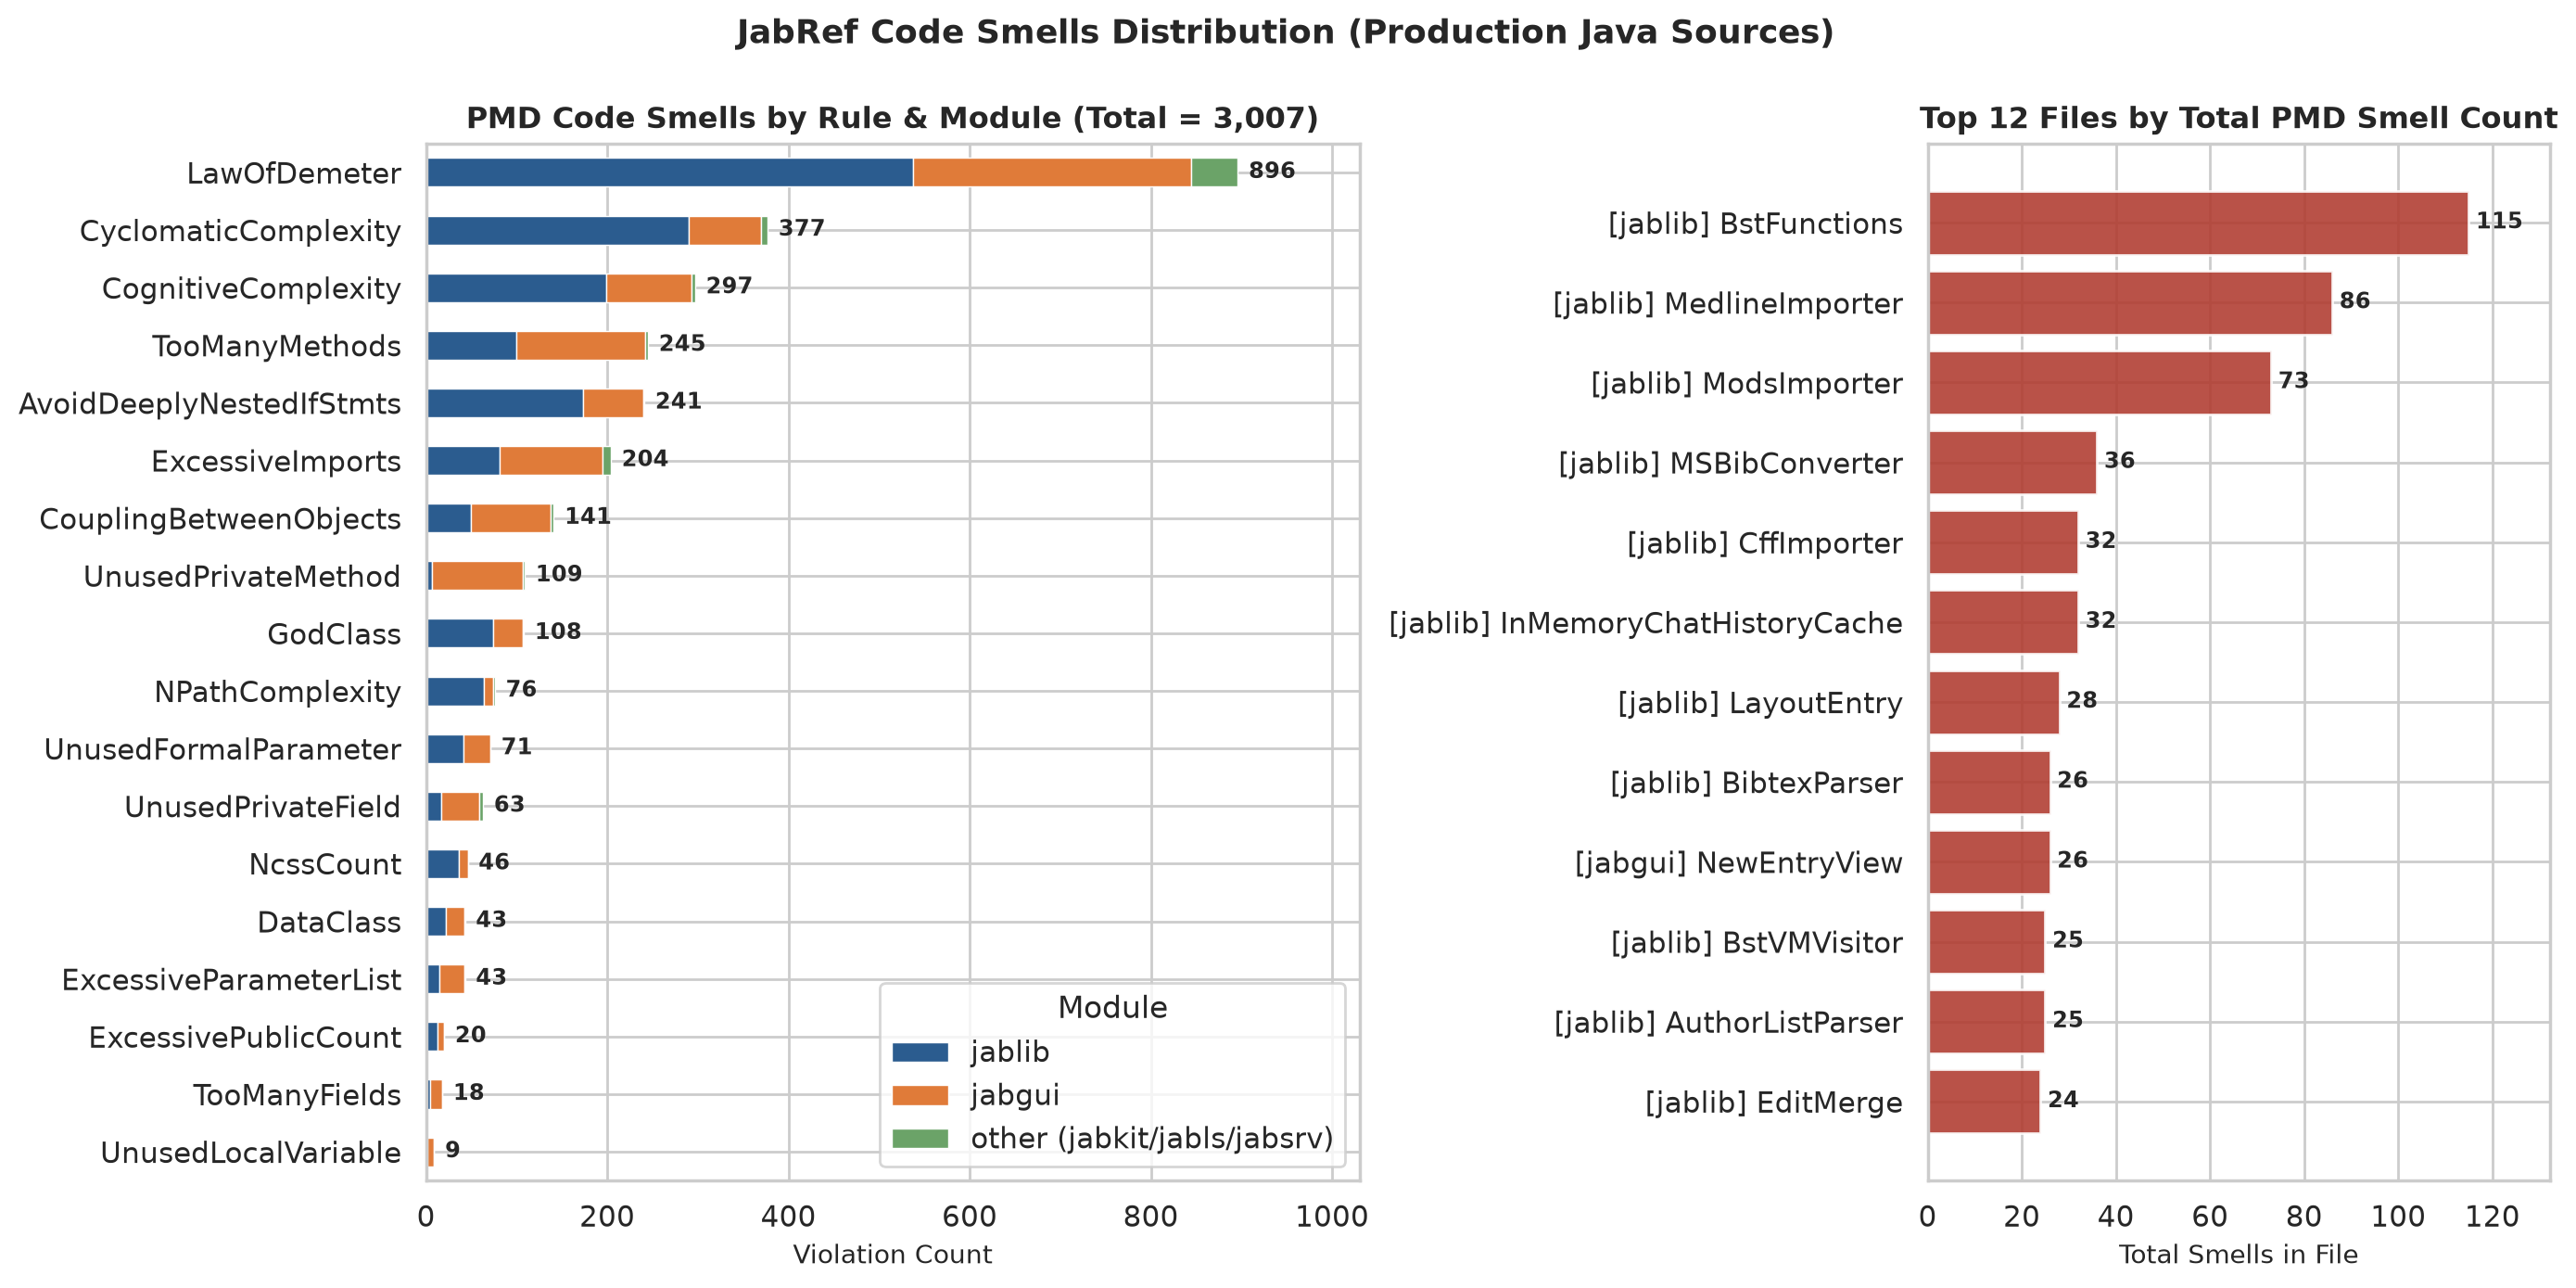 JabRef Code Smells Distribution (Production Java Sources)
PMD Code Smells by Rule & Module (Total = 3,007)
LawOfDemeter 896
CyclomaticComplexity 377
CognitiveComplexity 297
TooManyMethods 245
AvoidDeeplyNestedIfStmts 241
ExcessiveImports 204
CouplingBetweenObjects 141
UnusedPrivateMethod 109
GodClass 108
NPathComplexity 76
UnusedFormalParameter 71
UnusedPrivateField 63
NcssCount 46
DataClass 43
ExcessiveParameterList 43
ExcessivePublicCount 20
TooManyFields 18
UnusedLocalVariable 9
Module
jablib
jabgui
other (jabkit/jabls/jabsrv)
0 200 400 600 800 1000
Violation Count
Top 12 Files by Total PMD Smell Count
[jablib] BstFunctions 115
[jablib] MedlineImporter 86
[jablib] ModsImporter 73
[jablib] MSBibConverter 36
[jablib] CffImporter 32
[jablib] InMemoryChatHistoryCache 32
[jablib] LayoutEntry 28
[jablib] BibtexParser 26
[jabgui] NewEntryView 26
[jablib] BstVMVisitor 25
[jablib] AuthorListParser 25
[jablib] EditMerge 24
0 20 40 60 80 100 120
Total Smells in File